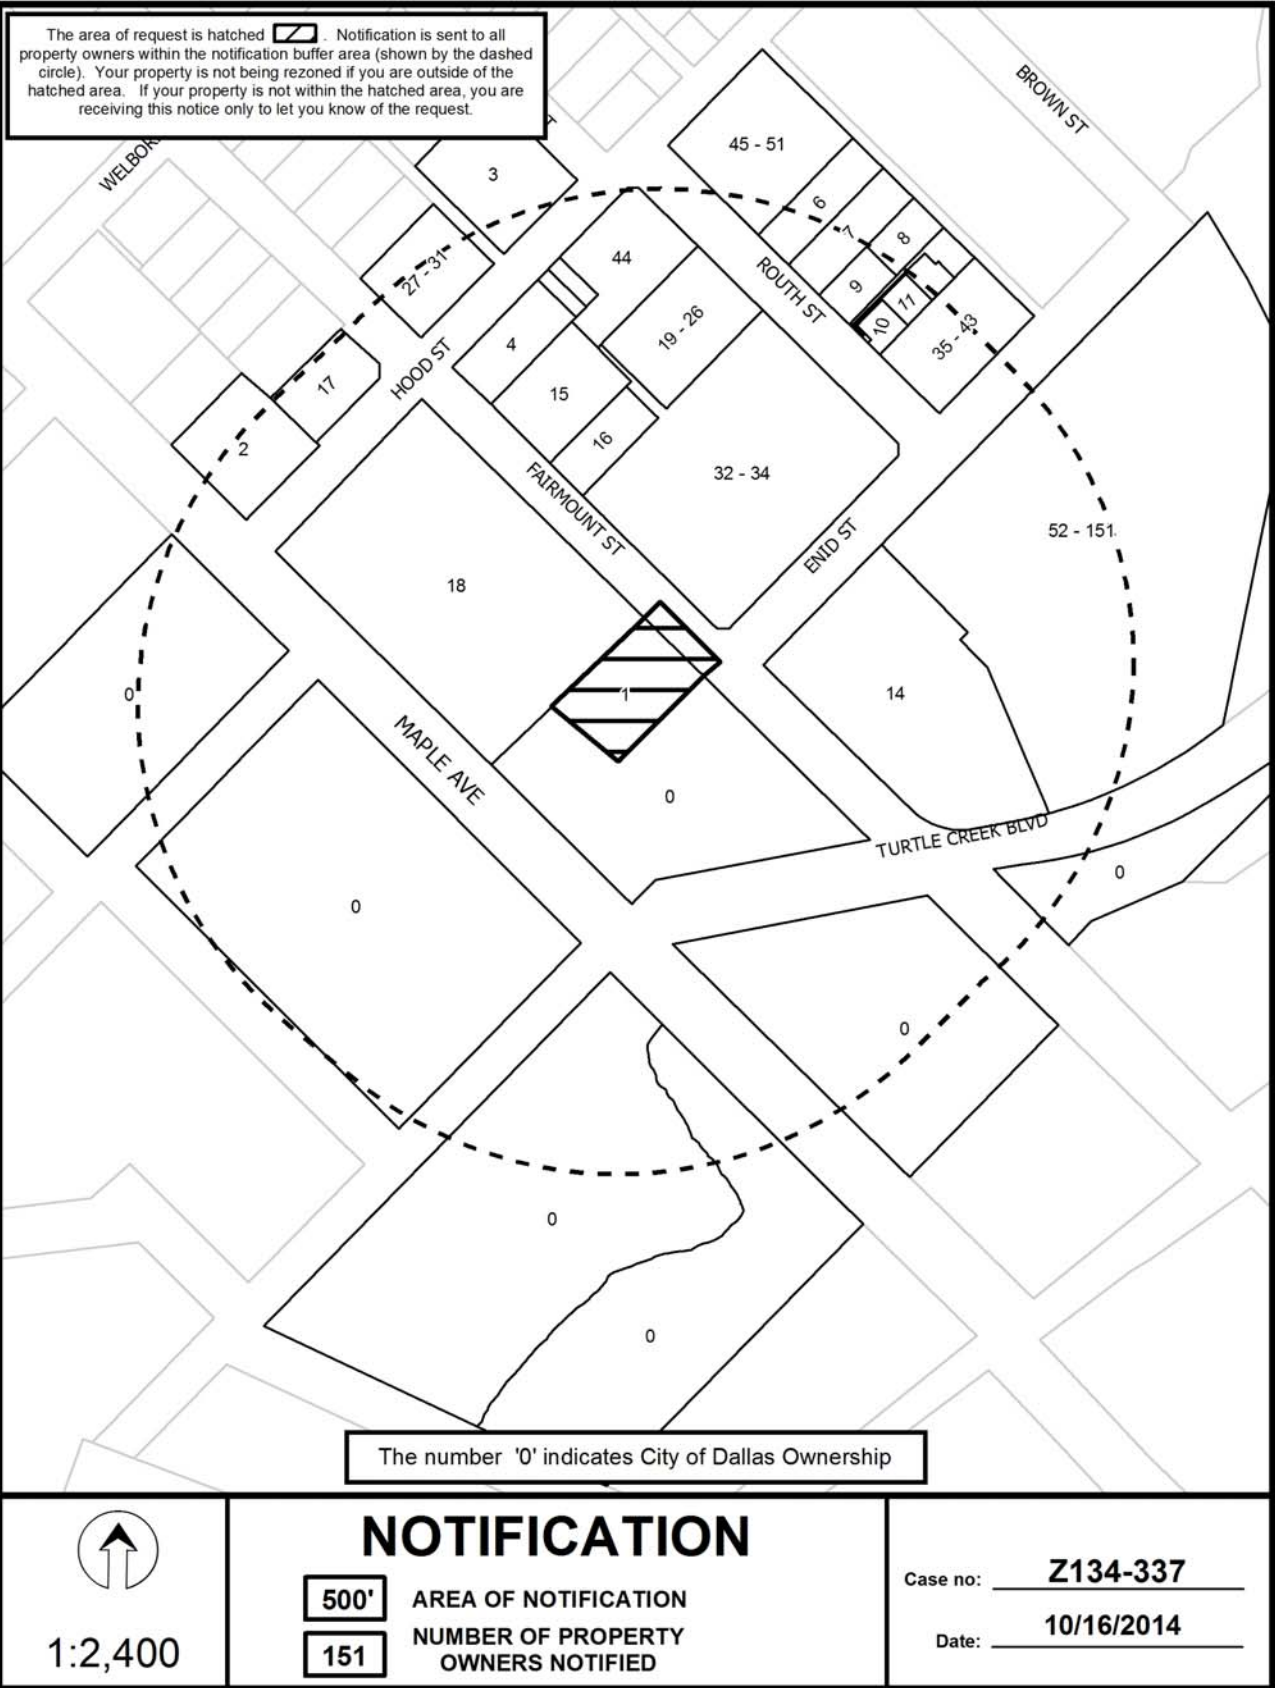 The area of request is hatched . Notification is sent to all
property owners within the notification buffer area (shown by the dashed
circle). Your property is not being rezoned if you are outside of the
hatched area. If your property is not within the hatched area, you are
receiving this notice only to let you know of the request.
BROWN ST
45 - 51
3
6
7
8
27 - 31
44
ROUTH ST
9
11
10
19 - 26
35 - 43
4
HOOD ST
17
15
16
2
FAIRMOUNT ST
32 - 34
52 - 151
ENID ST
18
0
1
14
MAPLE AVE
0
TURTLE CREEK BLVD
0
0
0
0
0
The number '0' indicates City of Dallas Ownership
1:2,400
NOTIFICATION
500' AREA OF NOTIFICATION
151 NUMBER OF PROPERTY
OWNERS NOTIFIED
Case no: Z134-337
Date: 10/16/2014